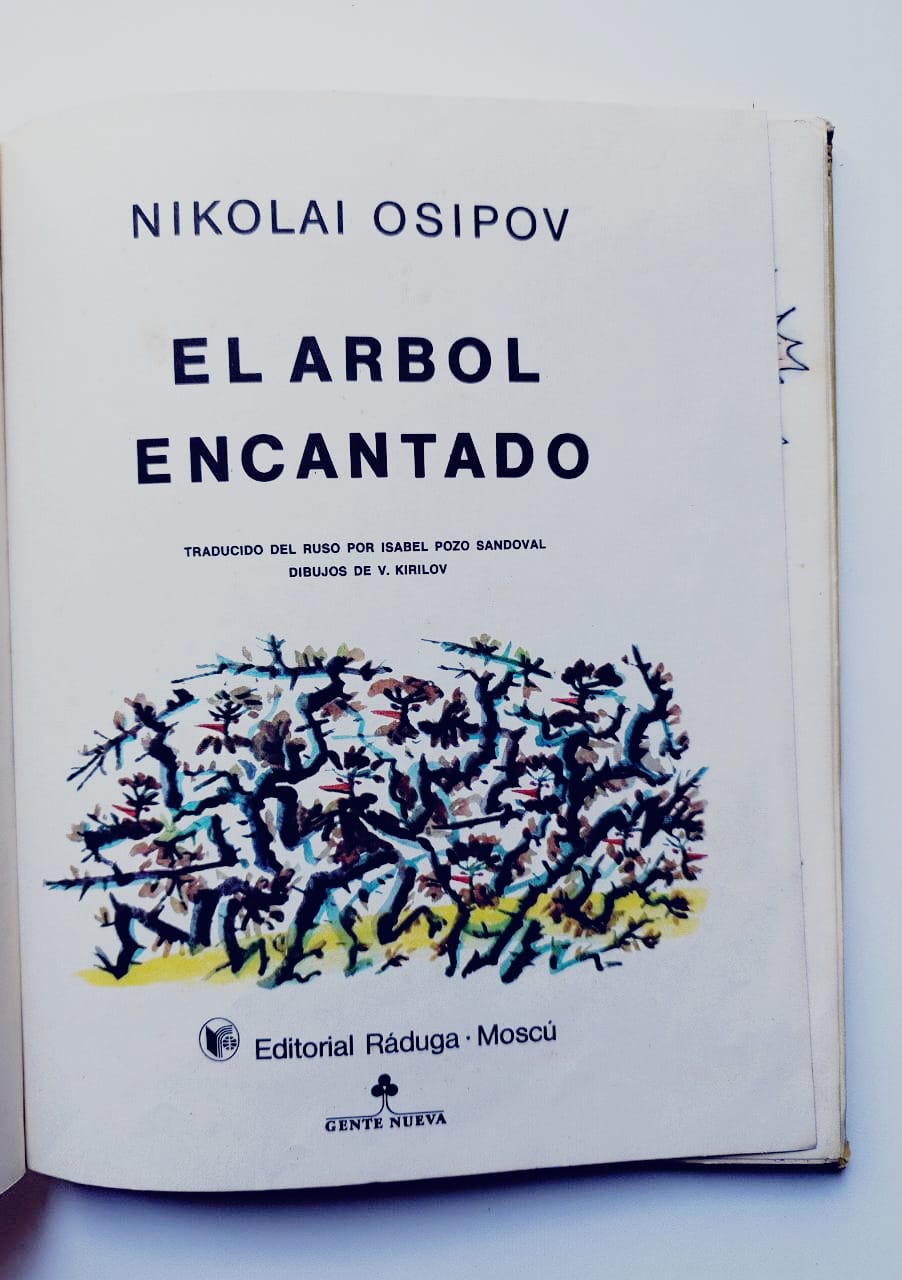 NIKOLAI OSIPOV
EL ARBOL
ENCANTADO
TRADUCIDO DEL RUSO POR ISABEL POZO SANDOVAL
DIBUJOS DE V. KIRILOV
Editorial Ráduga · Moscú
GENTE NUEVA